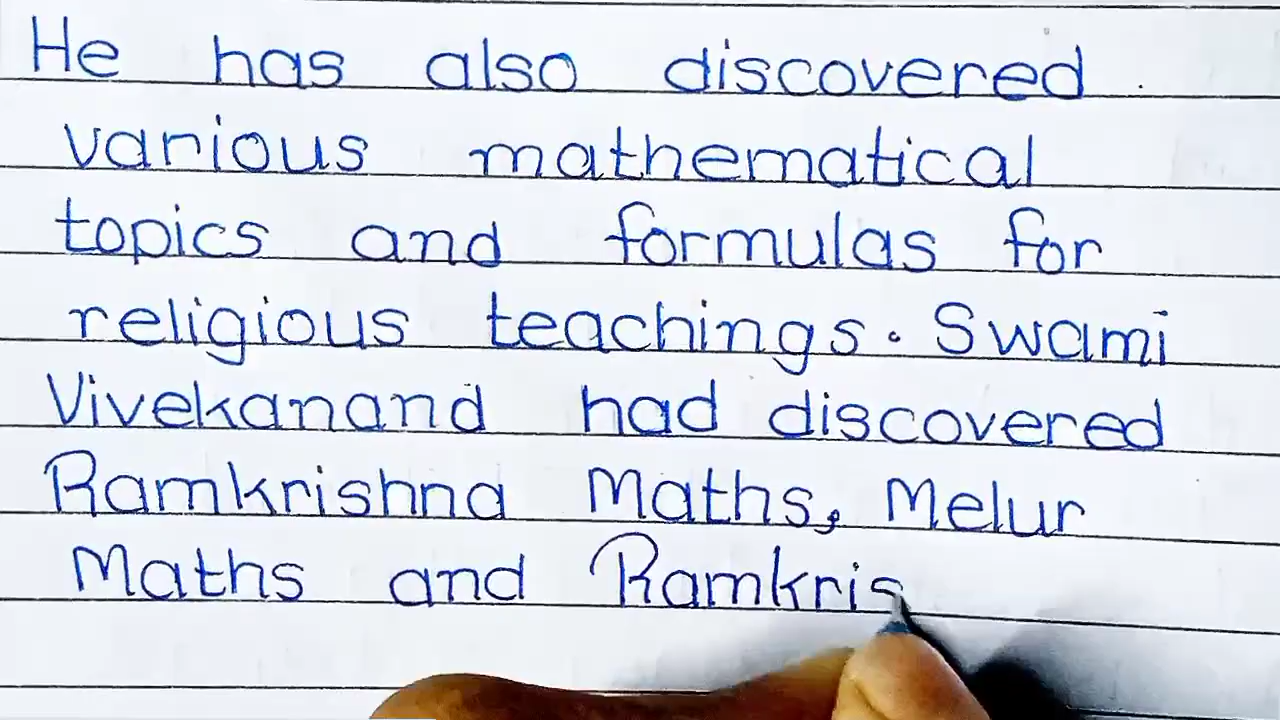 He has also discovered
various mathematical
topics and formulas for
religious teachings. Swami
Vivekanand had discovered
Ramkrishna Maths, Melur
Maths and Ramkris